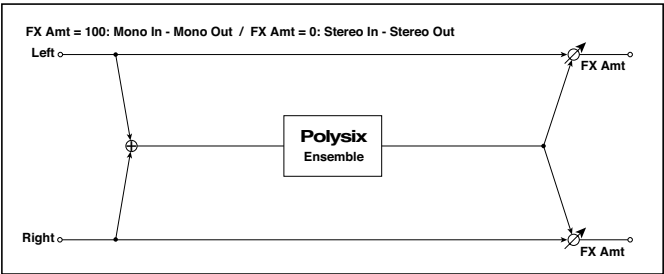 FX Amt = 100: Mono In - Mono Out / FX Amt = 0: Stereo In - Stereo Out
Left
FX Amt
Polysix
Ensemble
Right
FX Amt